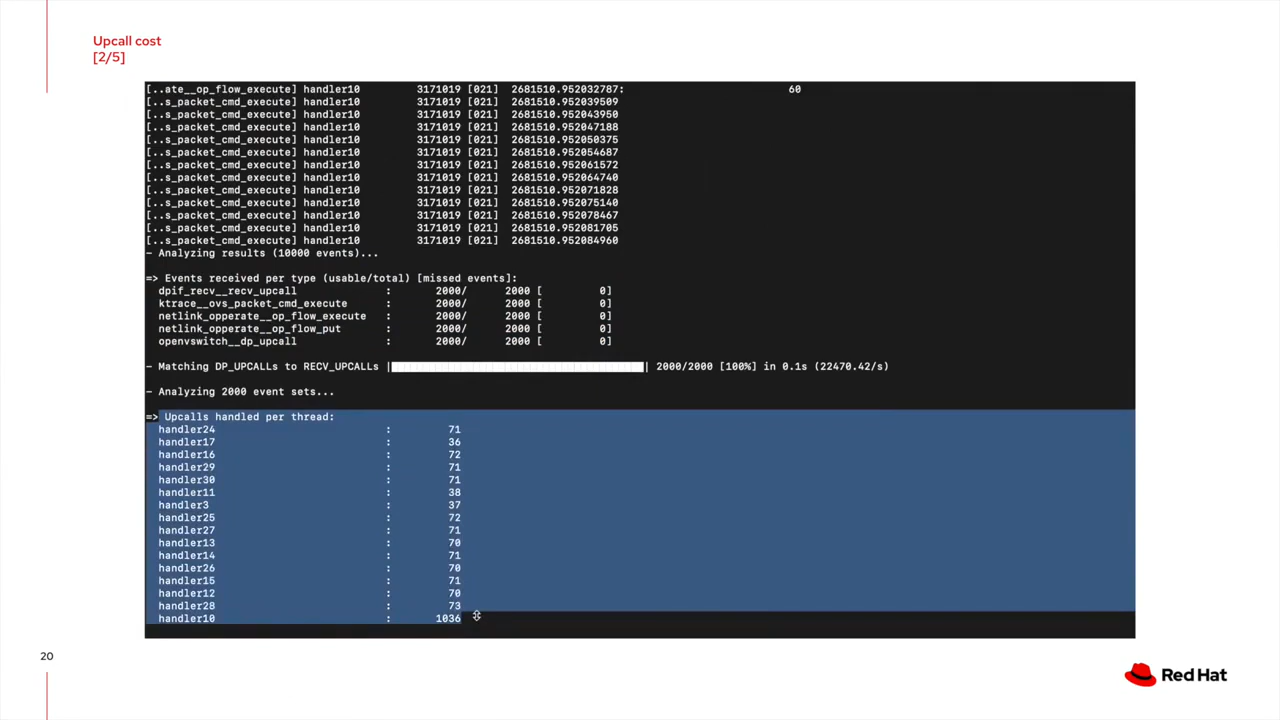 Upcall cost
[2/5]
[..ate__op_flow_execute] handler10 3171019 [021] 2681510.952032787: 60
[..s_packet_cmd_execute] handler10 3171019 [021] 2681510.952039509
[..s_packet_cmd_execute] handler10 3171019 [021] 2681510.952043950
[..s_packet_cmd_execute] handler10 3171019 [021] 2681510.952047188
[..s_packet_cmd_execute] handler10 3171019 [021] 2681510.952050375
[..s_packet_cmd_execute] handler10 3171019 [021] 2681510.952054687
[..s_packet_cmd_execute] handler10 3171019 [021] 2681510.952061572
[..s_packet_cmd_execute] handler10 3171019 [021] 2681510.952064740
[..s_packet_cmd_execute] handler10 3171019 [021] 2681510.952071828
[..s_packet_cmd_execute] handler10 3171019 [021] 2681510.952075140
[..s_packet_cmd_execute] handler10 3171019 [021] 2681510.952078467
[..s_packet_cmd_execute] handler10 3171019 [021] 2681510.952081705
[..s_packet_cmd_execute] handler10 3171019 [021] 2681510.952084960
- Analyzing results (10000 events)...
=> Events received per type (usable/total) [missed events]:
dpif_recv__recv_upcall : 2000/ 2000 [ 0]
ktrace__ovs_packet_cmd_execute : 2000/ 2000 [ 0]
netlink_opperate__op_flow_execute : 2000/ 2000 [ 0]
netlink_opperate__op_flow_put : 2000/ 2000 [ 0]
openvswitch__dp_upcall : 2000/ 2000 [ 0]
- Matching DP_UPCALLs to RECV_UPCALLs | | 2000/2000 [100%] in 0.1s (22470.42/s)
- Analyzing 2000 event sets...
=> Upcalls handled per thread:
handler24 : 71
handler17 : 36
handler16 : 72
handler29 : 71
handler30 : 71
handler11 : 38
handler3 : 37
handler25 : 72
handler27 : 71
handler13 : 70
handler14 : 71
handler26 : 70
handler15 : 71
handler12 : 70
handler28 : 73
handler10 : 1036
20
Red Hat